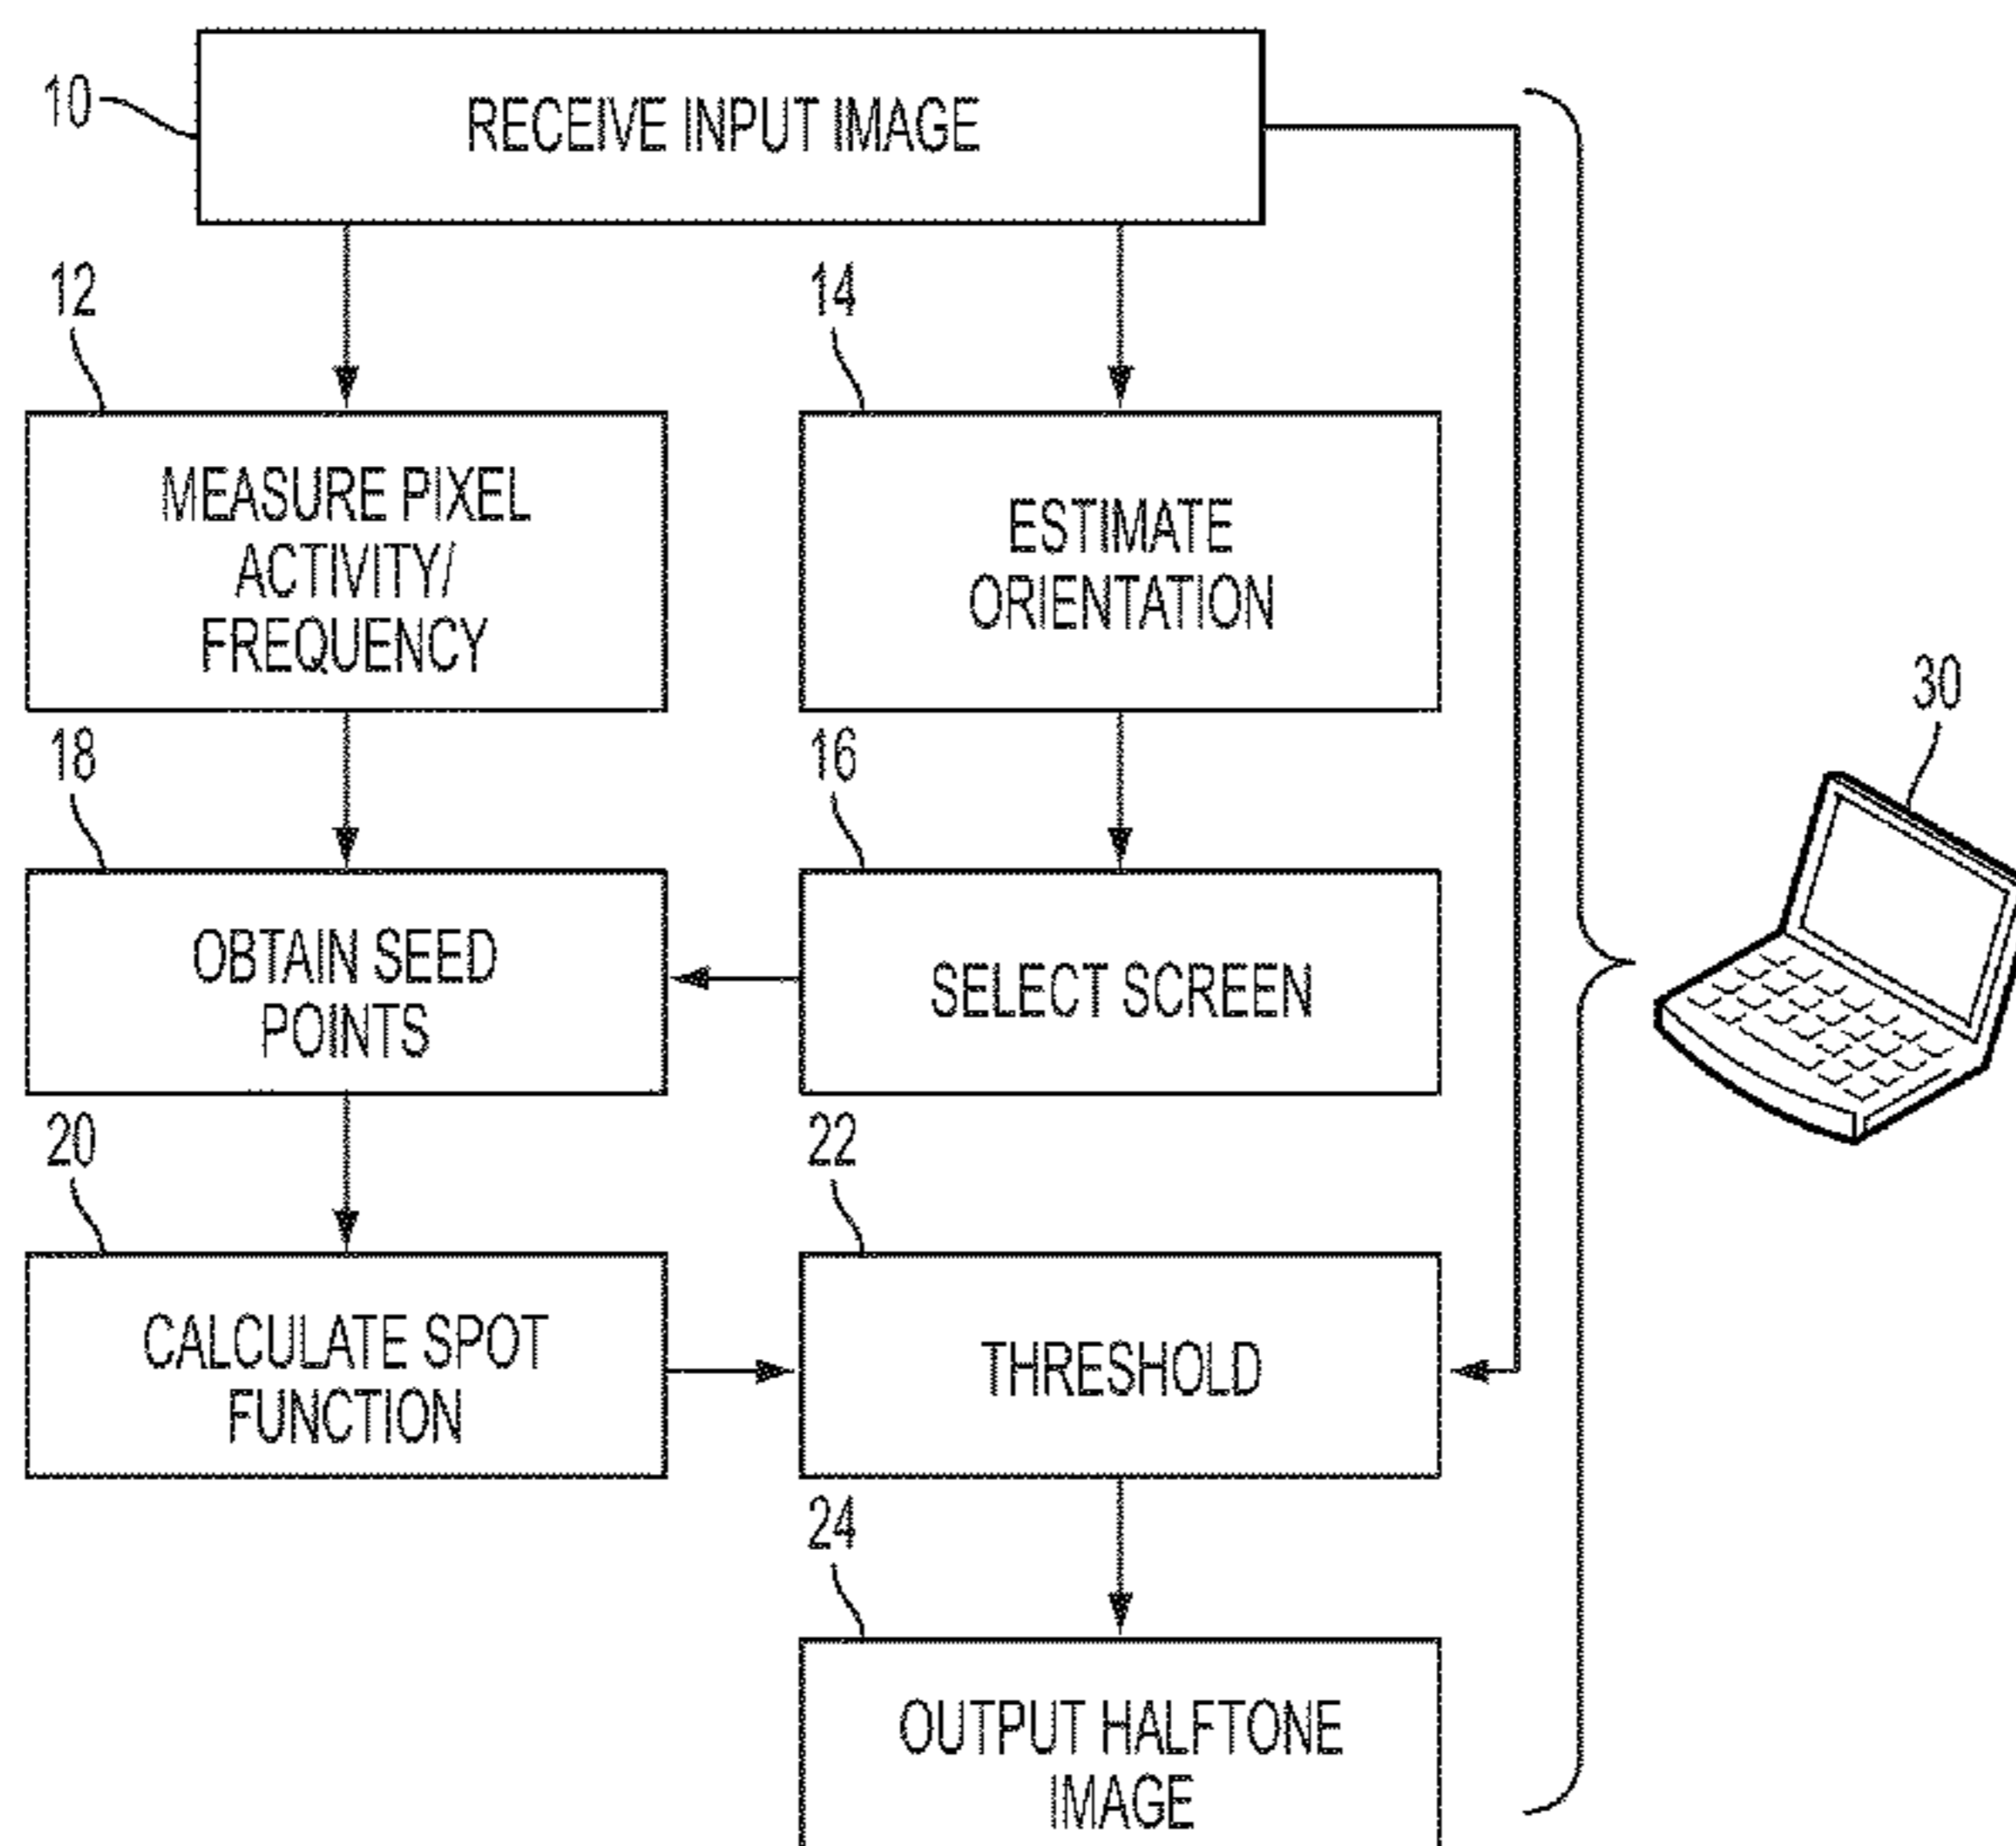 10
RECEIVE INPUT IMAGE
12
14
MEASURE PIXEL
ACTIVITY/
FREQUENCY
ESTIMATE
ORIENTATION
30
18
16
OBTAIN SEED
POINTS
SELECT SCREEN
20
22
CALCULATE SPOT
FUNCTION
THRESHOLD
24
OUTPUT HALFTONE
IMAGE